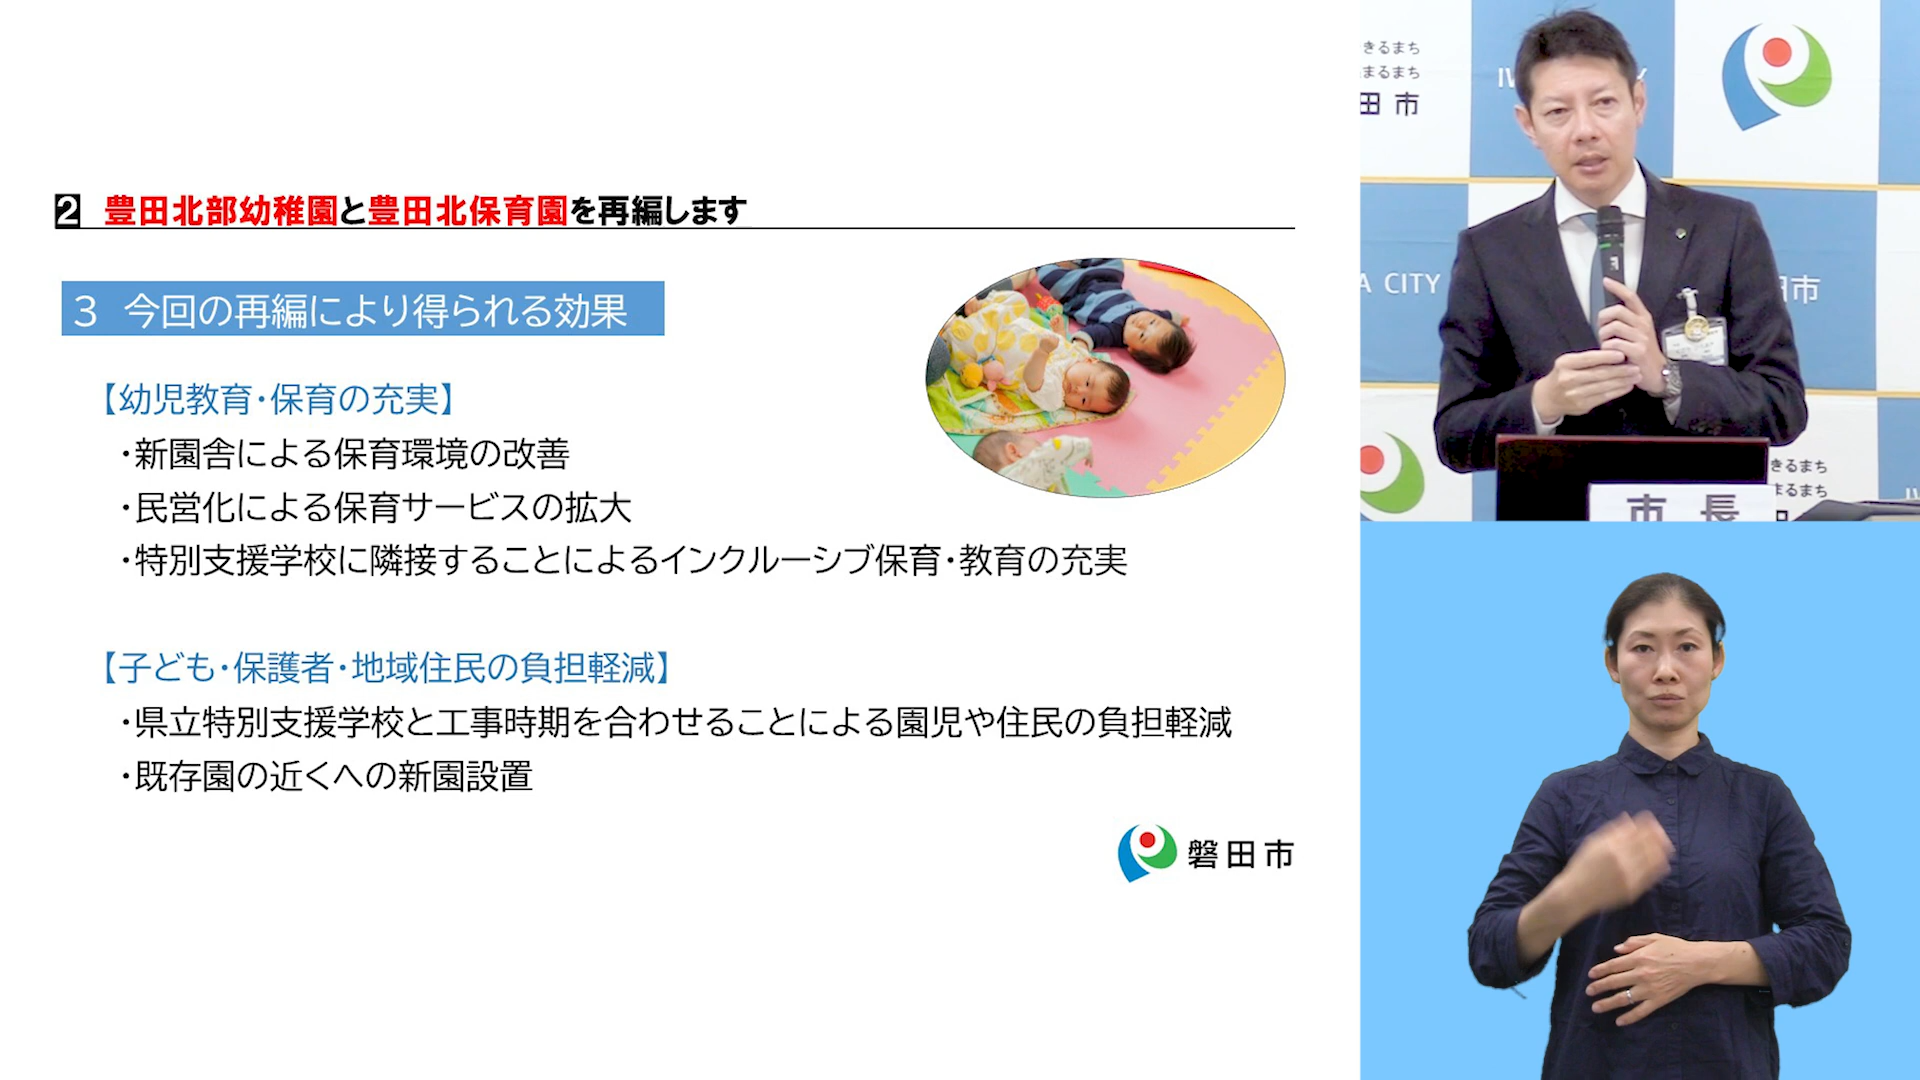 2 豊田北部幼稚園と豊田北保育園を再編します
3 今回の再編により得られる効果
【幼児教育・保育の充実】
・新園舎による保育環境の改善
・民営化による保育サービスの拡大
・特別支援学校に隣接することによるインクルーシブ保育・教育の充実
【子ども・保護者・地域住民の負担軽減】
・県立特別支援学校と工事時期を合わせることによる園児や住民の負担軽減
・既存園の近くへの新園設置
磐田市
きるまち
まるまち
田市
A CITY
田市
きるまち
まるまち
市長